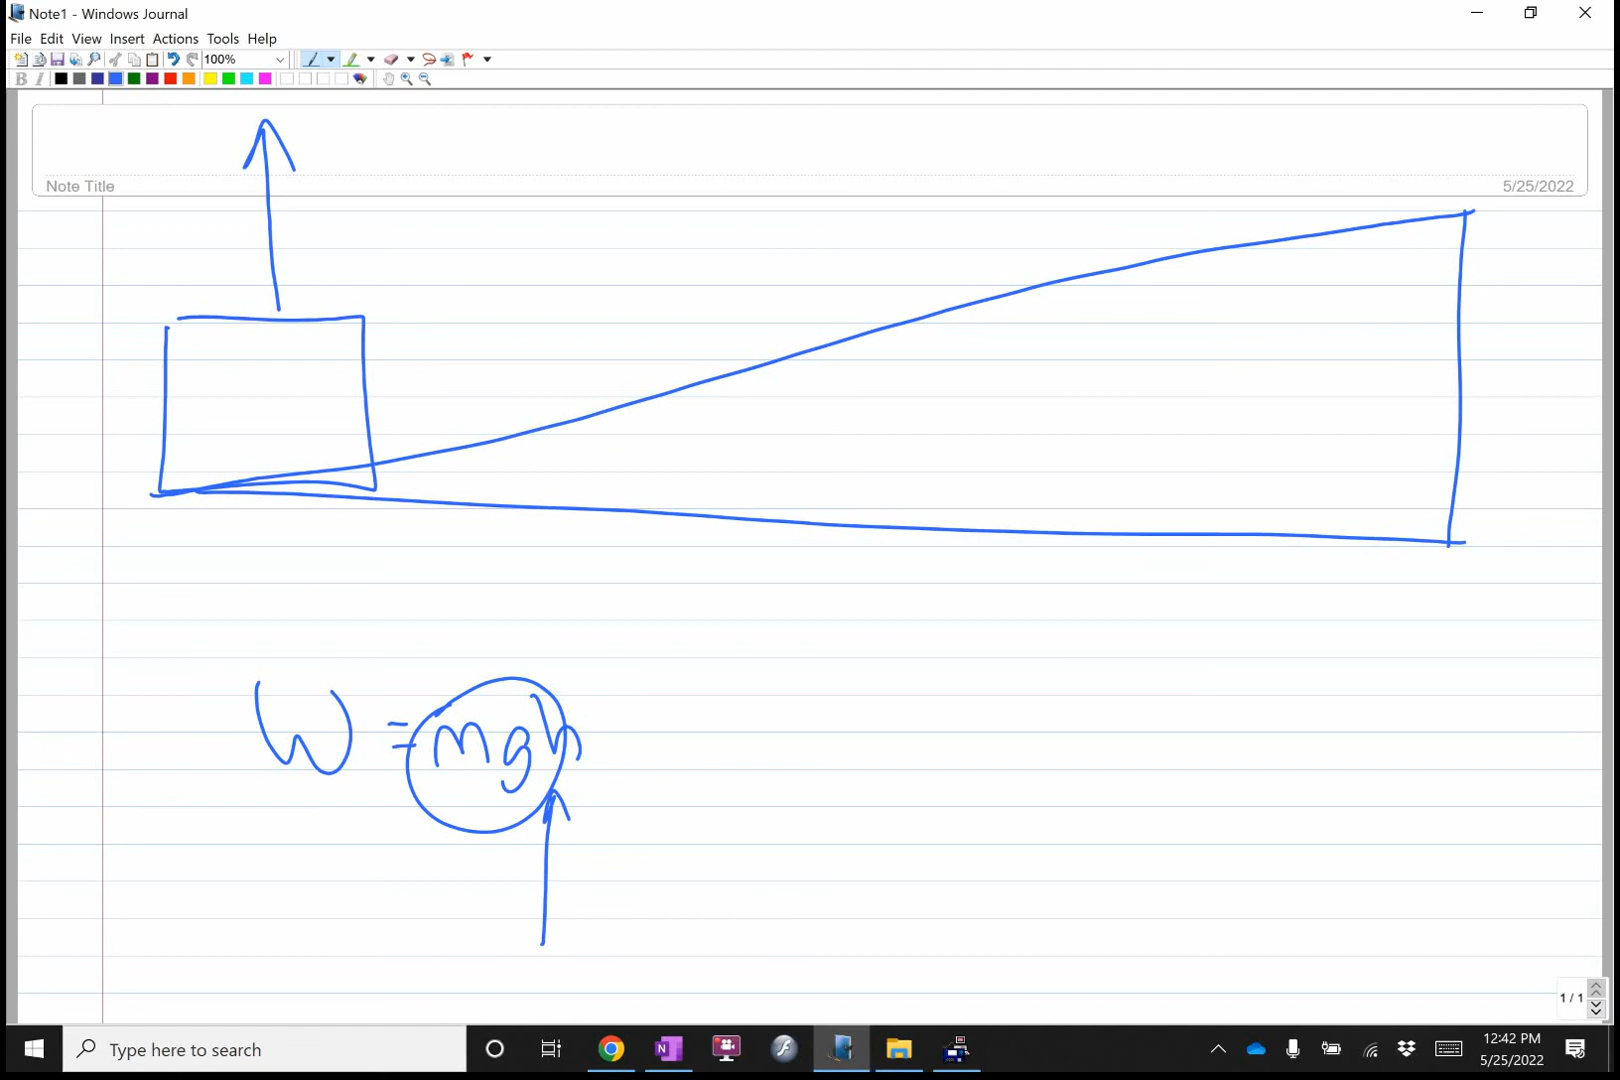 Note1 - Windows Journal
File Edit View Insert Actions Tools Help
100%
B I
Note Title
5/25/2022
W = mgh
1 / 1
Type here to search
12:42 PM
5/25/2022